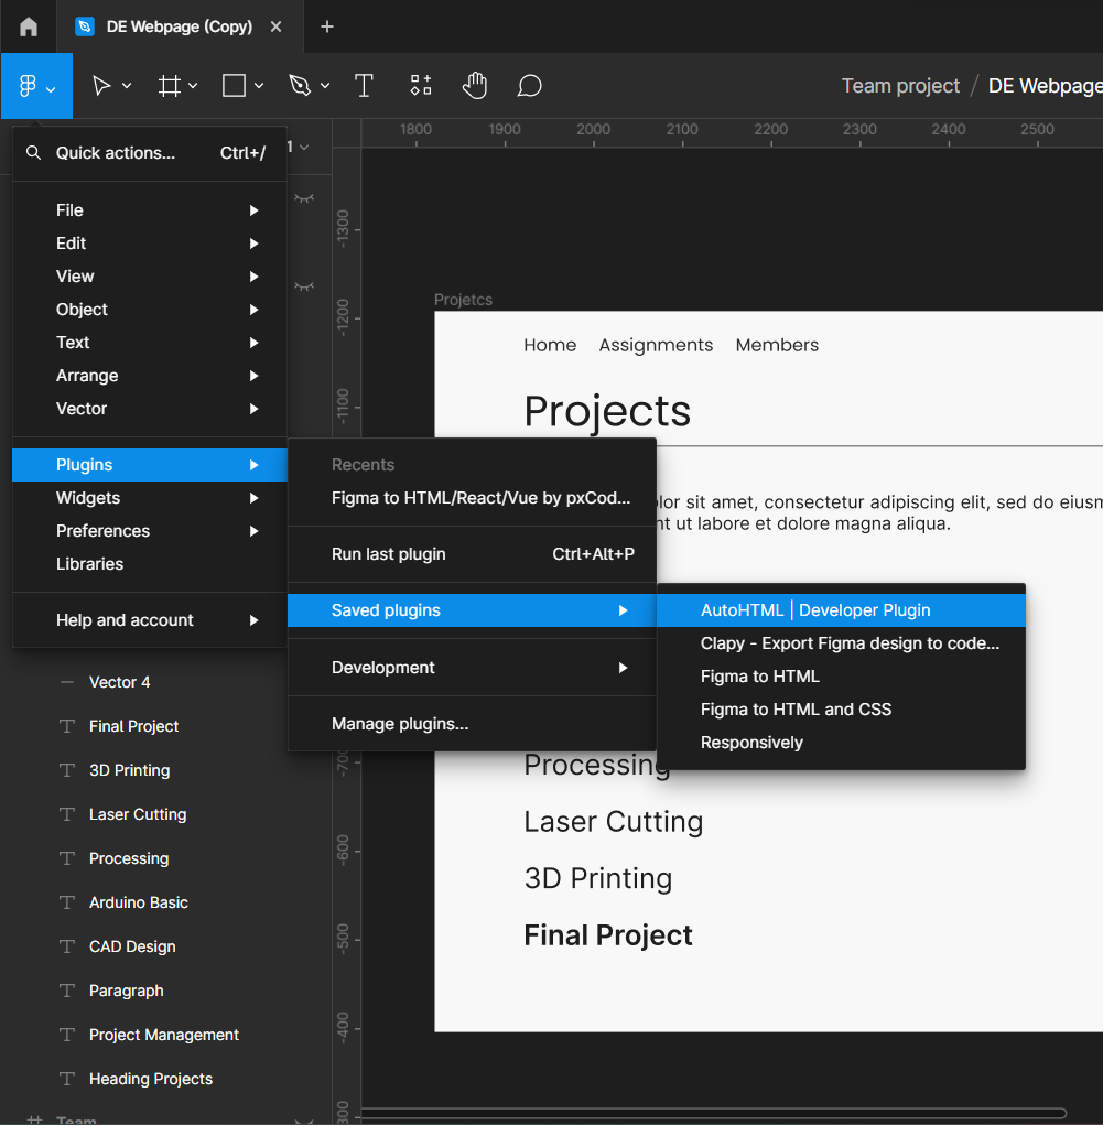 DE Webpage (Copy)
Team project / DE Webpage
1800 1900 2000 2100 2200 2300 2400 2500
Quick actions... Ctrl+/
1
File
Edit
View
Object
Text
Arrange
Vector
Plugins
Widgets
Preferences
Libraries
Help and account
Recents
Figma to HTML/React/Vue by pxCod...
Run last plugin Ctrl+Alt+P
Saved plugins
Development
Manage plugins...
AutoHTML | Developer Plugin
Clapy - Export Figma design to code...
Figma to HTML
Figma to HTML and CSS
Responsively
Vector 4
Final Project
3D Printing
Laser Cutting
Processing
Arduino Basic
CAD Design
Paragraph
Project Management
Heading Projects
Team
-1300
-1200
-1100
-700
-600
-500
-400
300
Projetcs
Home Assignments Members
Projects
lor sit amet, consectetur adipiscing elit, sed do eiusm
nt ut labore et dolore magna aliqua.
Processing
Laser Cutting
3D Printing
Final Project